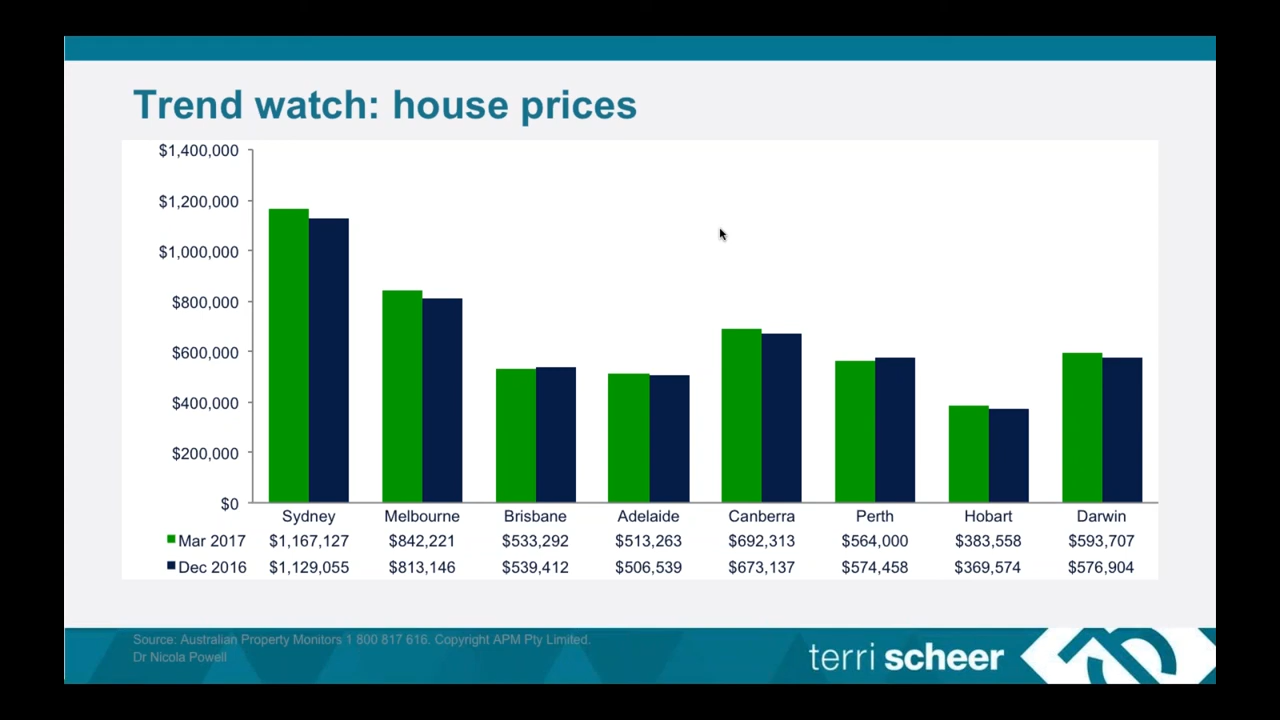 Trend watch: house prices
$1,400,000
$1,200,000
$1,000,000
$800,000
$600,000
$400,000
$200,000
$0
Sydney Melbourne Brisbane Adelaide Canberra Perth Hobart Darwin
Mar 2017 $1,167,127 $842,221 $533,292 $513,263 $692,313 $564,000 $383,558 $593,707
Dec 2016 $1,129,055 $813,146 $539,412 $506,539 $673,137 $574,458 $369,574 $576,904
Source: Australian Property Monitors 1 800 817 616. Copyright APM Pty Limited.
Dr Nicola Powell
terri scheer